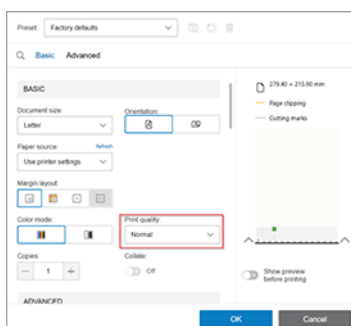 Preset Factory defaults
Basic Advanced
BASIC
Document size: Orientation:
Letter
Paper source: Refresh
Use printer settings
Margin layout:
Color mode: Print quality:
Normal
Copies: Collate:
1 Off
ADVANCED
279.40 × 215.90 mm
Page clipping
Cutting marks
Show preview
before printing
OK Cancel